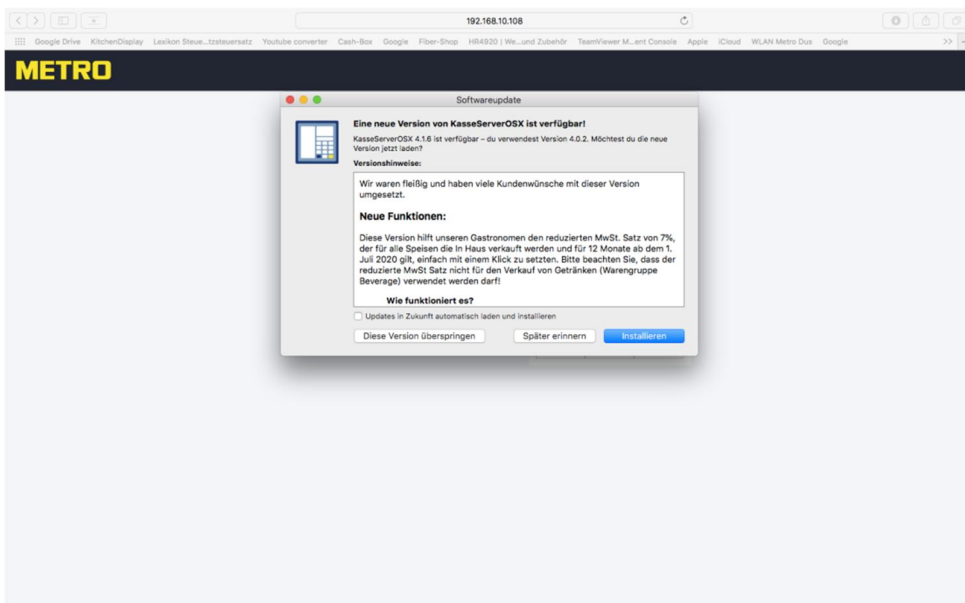 192.168.10.108
Google Drive KitchenDisplay Lexikon Steue...tzsteuersatz Youtube converter Cash-Box Google Fiber-Shop HR4920 | We...und Zubehör TeamViewer M...ent Console Apple iCloud WLAN Metro Dus Google >>
METRO
Softwareupdate
Eine neue Version von KasseServerOSX ist verfügbar!
KasseServerOSX 4.1.6 ist verfügbar – du verwendest Version 4.0.2. Möchtest du die neue
Version jetzt laden?
Versionshinweise:
Wir waren fleißig und haben viele Kundenwünsche mit dieser Version
umgesetzt.
Neue Funktionen:
Diese Version hilft unseren Gastronomen den reduzierten MwSt. Satz von 7%,
der für alle Speisen die In Haus verkauft werden und für 12 Monate ab dem 1.
Juli 2020 gilt, einfach mit einem Klick zu setzten. Bitte beachten Sie, dass der
reduzierte MwSt Satz nicht für den Verkauf von Getränken (Warengruppe
Beverage) verwendet werden darf!
Wie funktioniert es?
Updates in Zukunft automatisch laden und installieren
Diese Version überspringen Später erinnern Installieren